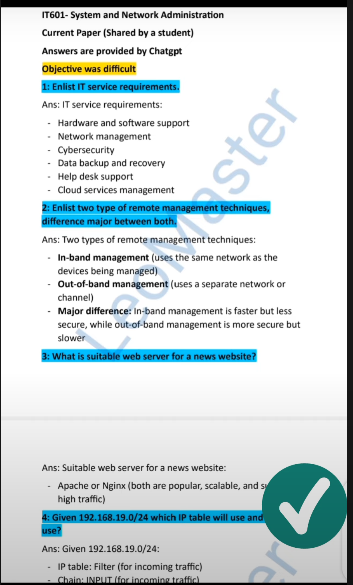 IT601- System and Network Administration
Current Paper (Shared by a student)
Answers are provided by Chatgpt
Objective was difficult
1: Enlist IT service requirements.
Ans: IT service requirements:
- Hardware and software support
- Network management
- Cybersecurity
- Data backup and recovery
- Help desk support
- Cloud services management
2: Enlist two type of remote management techniques,
difference major between both.
Ans: Two types of remote management techniques:
- In-band management (uses the same network as the
devices being managed)
- Out-of-band management (uses a separate network or
channel)
- Major difference: In-band management is faster but less
secure, while out-of-band management is more secure but
slower
3: What is suitable web server for a news website?
Ans: Suitable web server for a news website:
- Apache or Nginx (both are popular, scalable, and
high traffic)
4: Given 192.168.19.0/24 which IP table will use and
use?
Ans: Given 192.168.19.0/24:
- IP table: Filter (for incoming traffic)
- Chain: INPUT (for incoming traffic)
LeoMaster